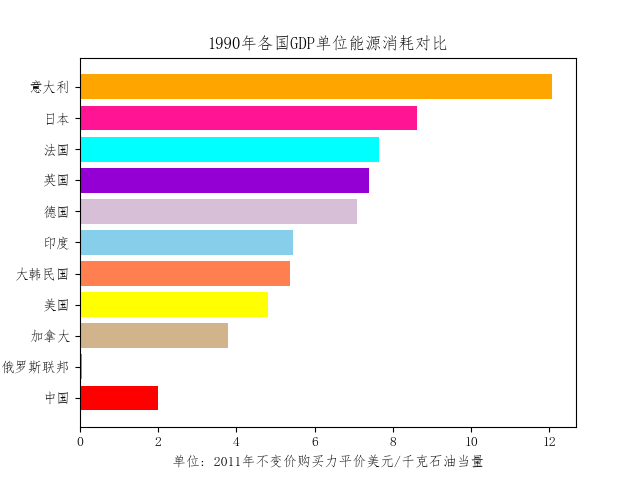 1990年各国GDP单位能源消耗对比
意大利
日本
法国
英国
德国
印度
大韩民国
美国
加拿大
俄罗斯联邦
中国
0 2 4 6 8 10 12
单位：2011年不变价购买力平价美元/千克石油当量